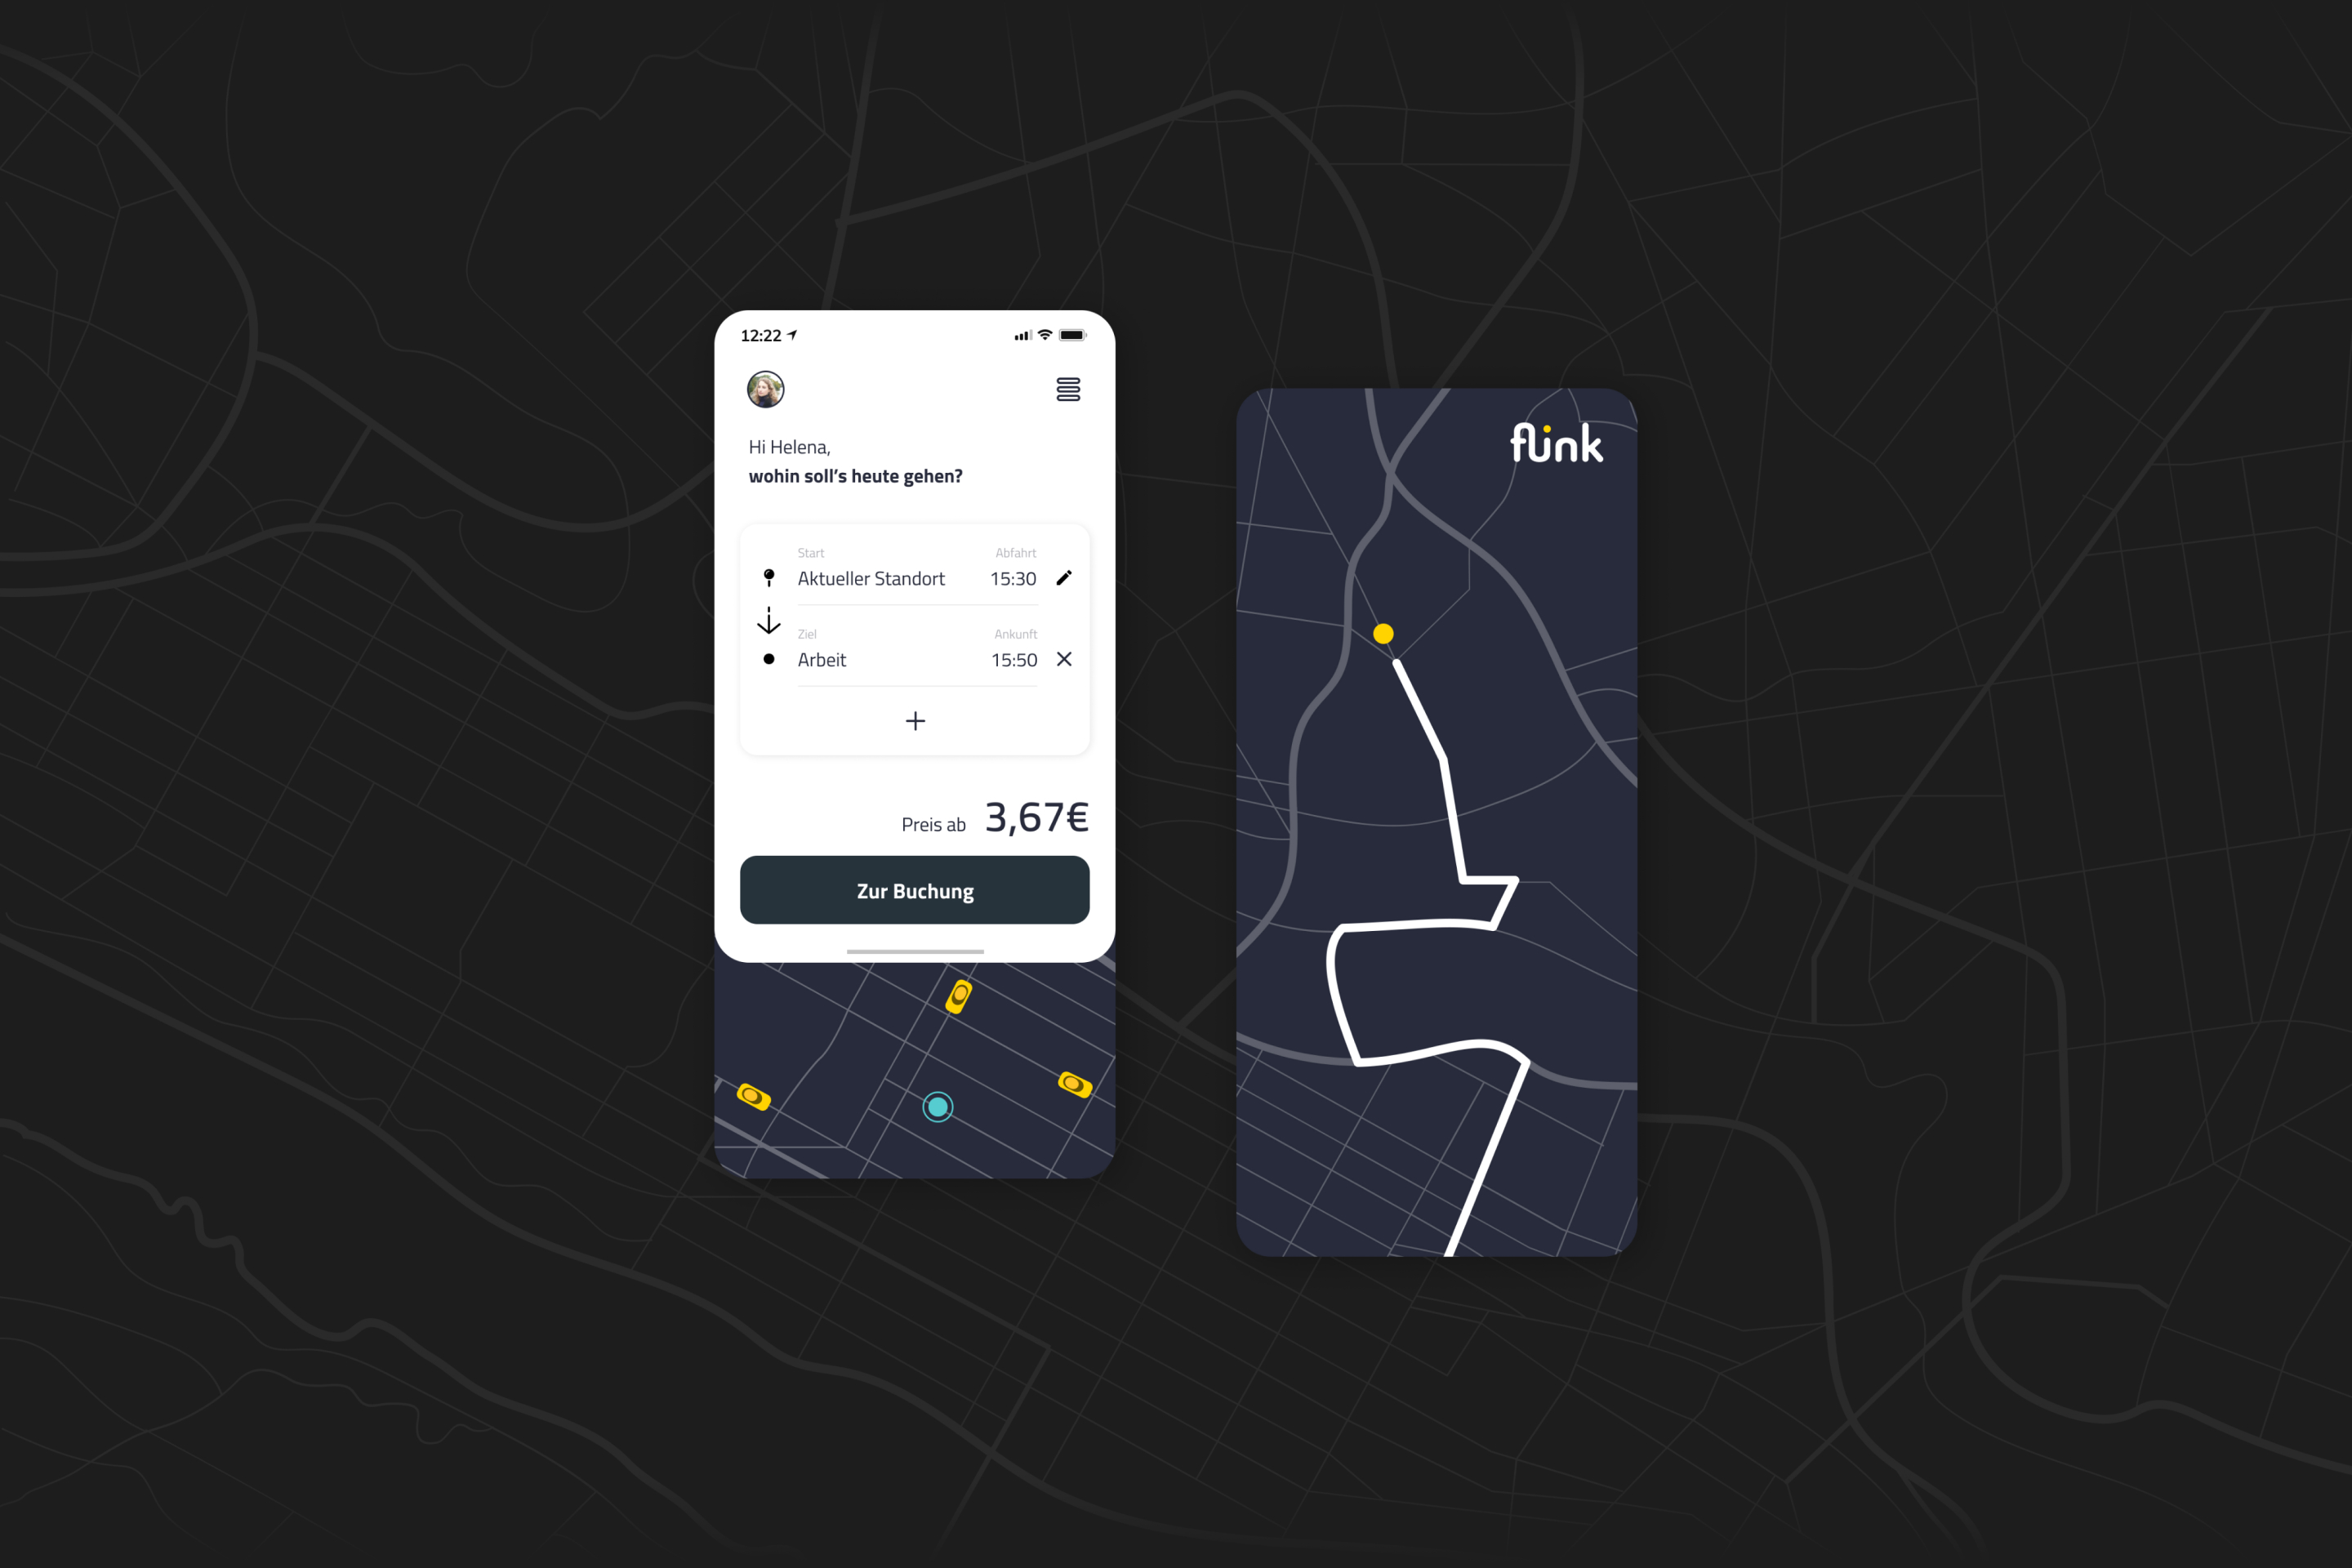 12:22
Hi Helena,
wohin soll’s heute gehen?
Start Abfahrt
Aktueller Standort 15:30
Ziel Ankunft
Arbeit 15:50
Preis ab 3,67€
Zur Buchung
flink